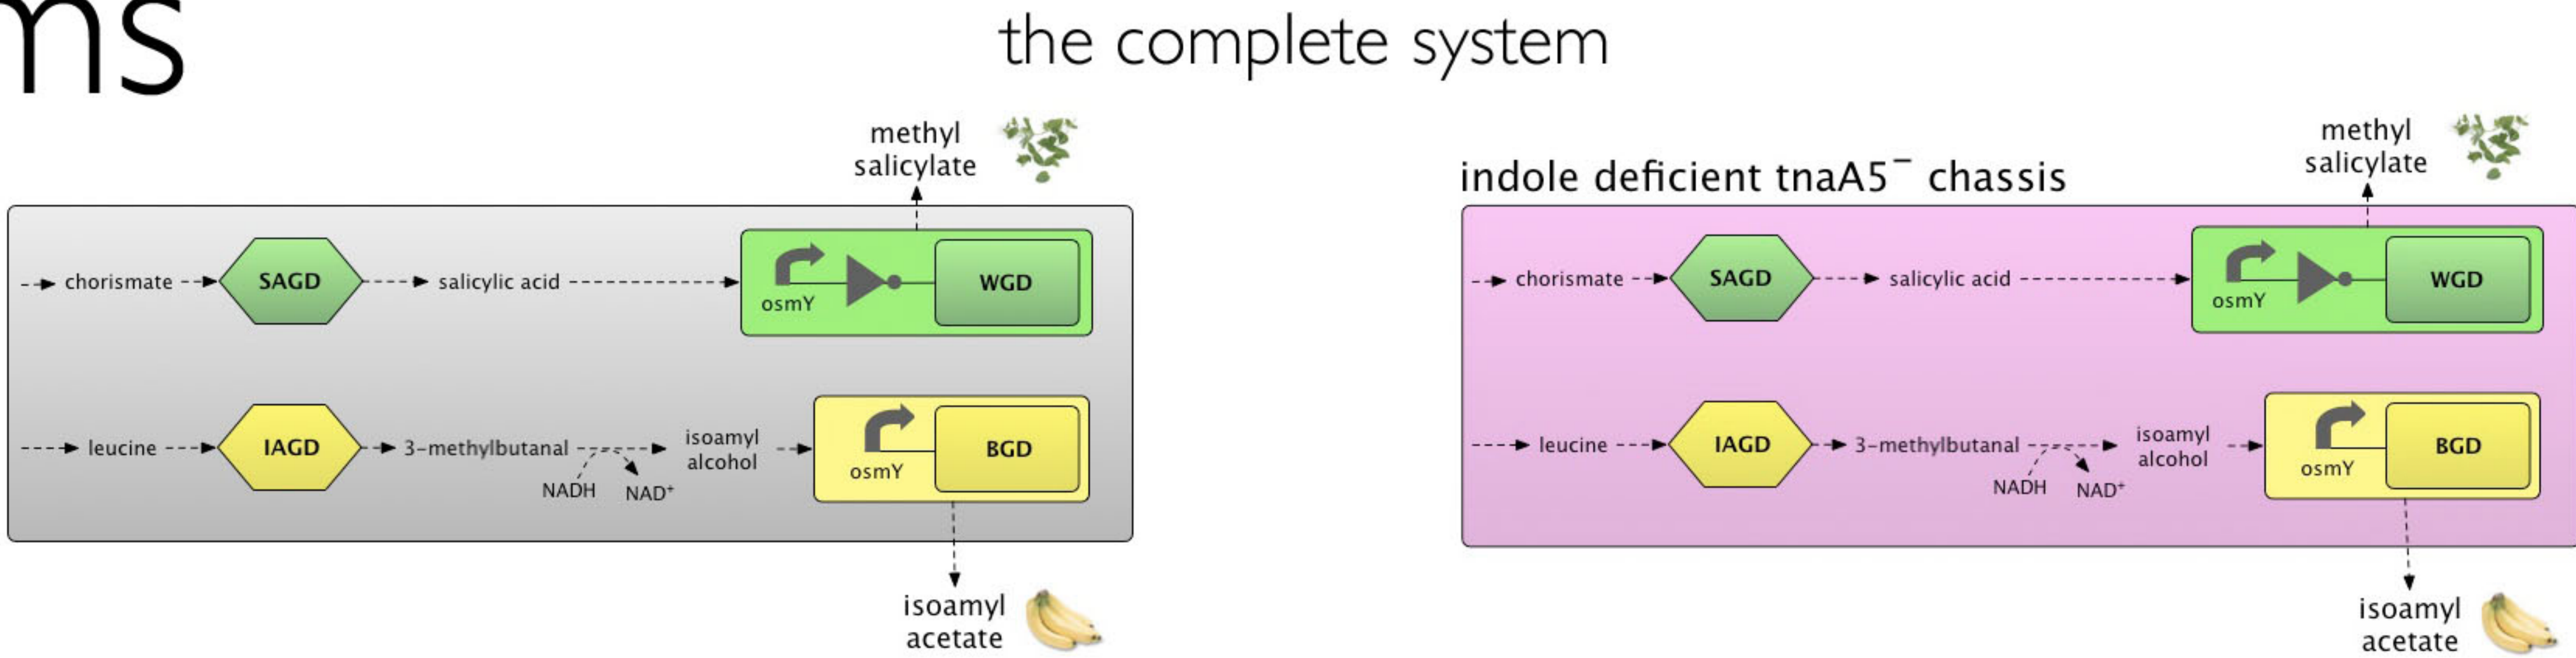 ms
the complete system
methyl
salicylate
chorismate
SAGD
salicylic acid
osmY
WGD
leucine
IAGD
3-methylbutanal
NADH
NAD⁺
isoamyl
alcohol
osmY
BGD
isoamyl
acetate
indole deficient tnaA5⁻ chassis
methyl
salicylate
chorismate
SAGD
salicylic acid
osmY
WGD
leucine
IAGD
3-methylbutanal
NADH
NAD⁺
isoamyl
alcohol
osmY
BGD
isoamyl
acetate